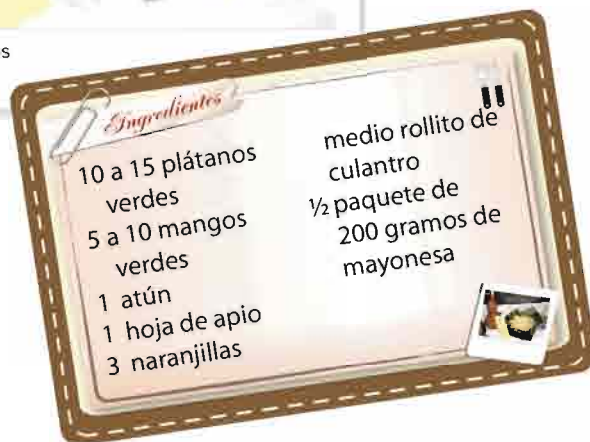 s
Ingredientes
10 a 15 plátanos
verdes
5 a 10 mangos
verdes
1 atún
1 hoja de apio
3 naranjillas
medio rollito de
culantro
½ paquete de
200 gramos de
mayonesa